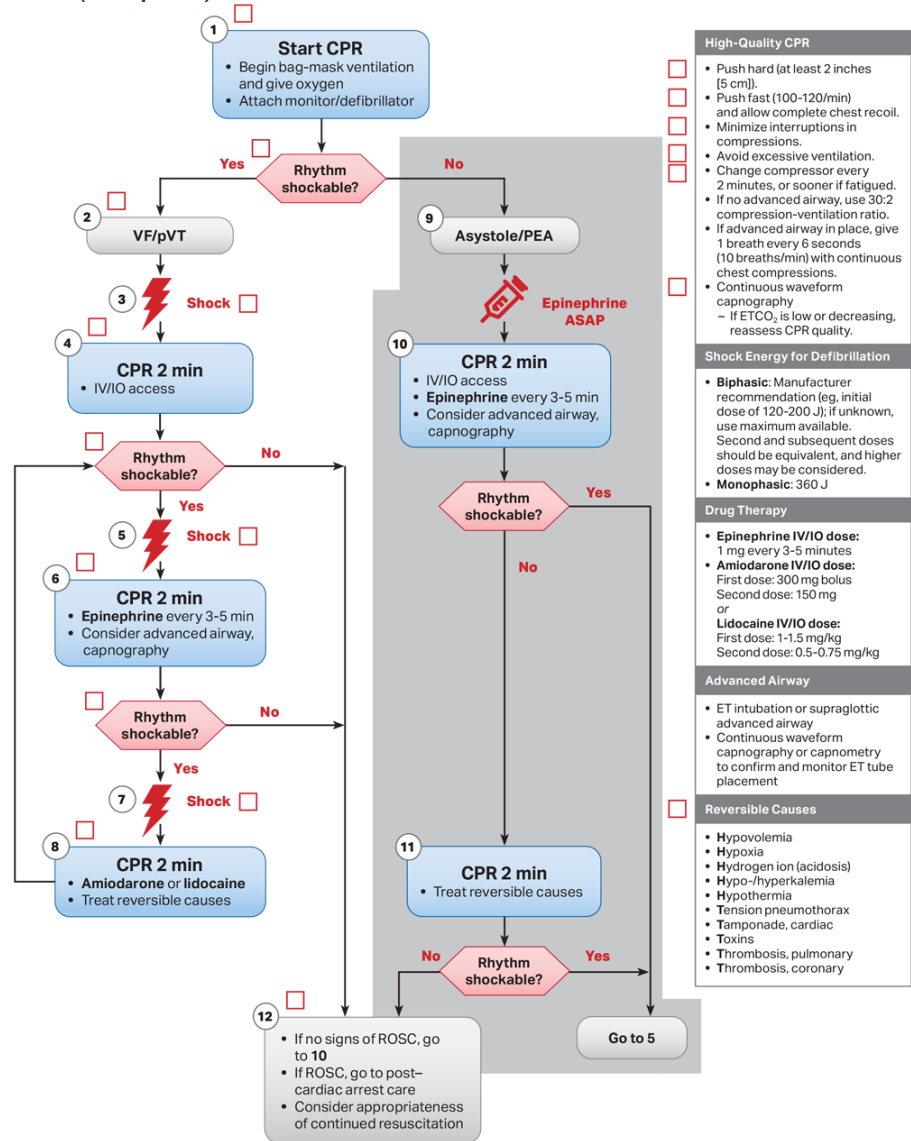 1
Start CPR
• Begin bag-mask ventilation
and give oxygen
• Attach monitor/defibrillator
Yes
Rhythm
shockable?
No
2
VF/pVT
9
Asystole/PEA
3
Shock
Epinephrine
ASAP
4
CPR 2 min
• IV/IO access
10
CPR 2 min
• IV/IO access
• Epinephrine every 3-5 min
• Consider advanced airway,
capnography
Rhythm
shockable?
No
Yes
Rhythm
shockable?
Yes
No
5
Shock
6
CPR 2 min
• Epinephrine every 3-5 min
• Consider advanced airway,
capnography
Rhythm
shockable?
No
Yes
7
Shock
8
CPR 2 min
• Amiodarone or lidocaine
• Treat reversible causes
11
CPR 2 min
• Treat reversible causes
No
Rhythm
shockable?
Yes
12
• If no signs of ROSC, go
to 10
• If ROSC, go to post–
cardiac arrest care
• Consider appropriateness
of continued resuscitation
Go to 5
High-Quality CPR
• Push hard (at least 2 inches
[5 cm]).
• Push fast (100-120/min)
and allow complete chest recoil.
• Minimize interruptions in
compressions.
• Avoid excessive ventilation.
• Change compressor every
2 minutes, or sooner if fatigued.
• If no advanced airway, use 30:2
compression-ventilation ratio.
• If advanced airway in place, give
1 breath every 6 seconds
(10 breaths/min) with continuous
chest compressions.
• Continuous waveform
capnography
– If ETCO₂ is low or decreasing,
reassess CPR quality.
Shock Energy for Defibrillation
• Biphasic: Manufacturer
recommendation (eg, initial
dose of 120-200 J); if unknown,
use maximum available.
Second and subsequent doses
should be equivalent, and higher
doses may be considered.
• Monophasic: 360 J
Drug Therapy
• Epinephrine IV/IO dose:
1 mg every 3-5 minutes
• Amiodarone IV/IO dose:
First dose: 300 mg bolus
Second dose: 150 mg
or
Lidocaine IV/IO dose:
First dose: 1-1.5 mg/kg
Second dose: 0.5-0.75 mg/kg
Advanced Airway
• ET intubation or supraglottic
advanced airway
• Continuous waveform
capnography or capnometry
to confirm and monitor ET tube
placement
Reversible Causes
• Hypovolemia
• Hypoxia
• Hydrogen ion (acidosis)
• Hypo-/hyperkalemia
• Hypothermia
• Tension pneumothorax
• Tamponade, cardiac
• Toxins
• Thrombosis, pulmonary
• Thrombosis, coronary